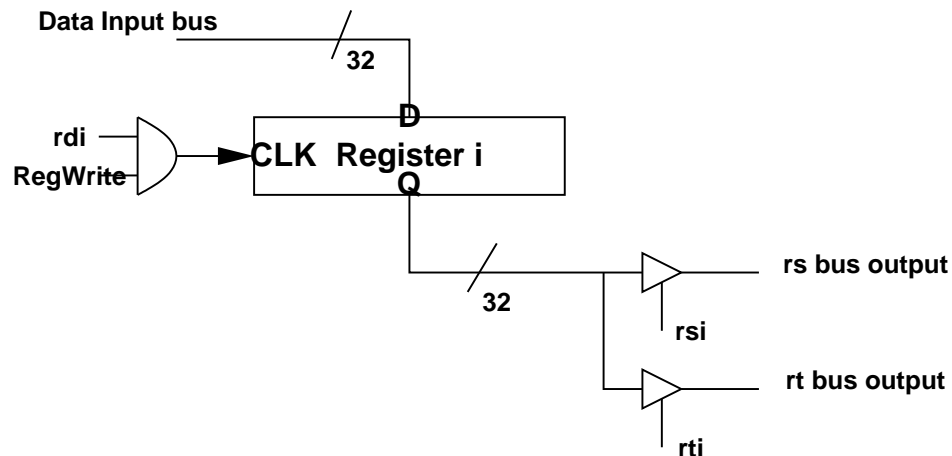 Data Input bus
32
D
rdi
CLK Register i
RegWrite
Q
rs bus output
32
rsi
rt bus output
rti